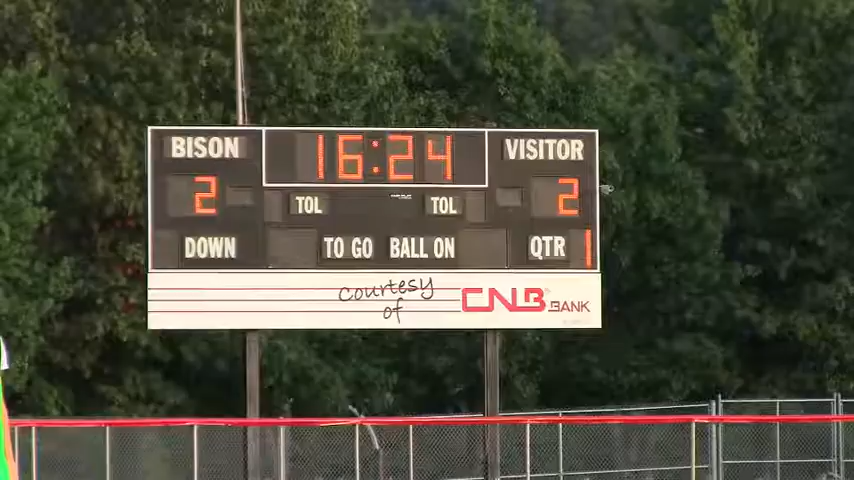 BISON 16:24 VISITOR
2 TOL TOL 2
DOWN TO GO BALL ON QTR 1
courtesy
of
CNB BANK